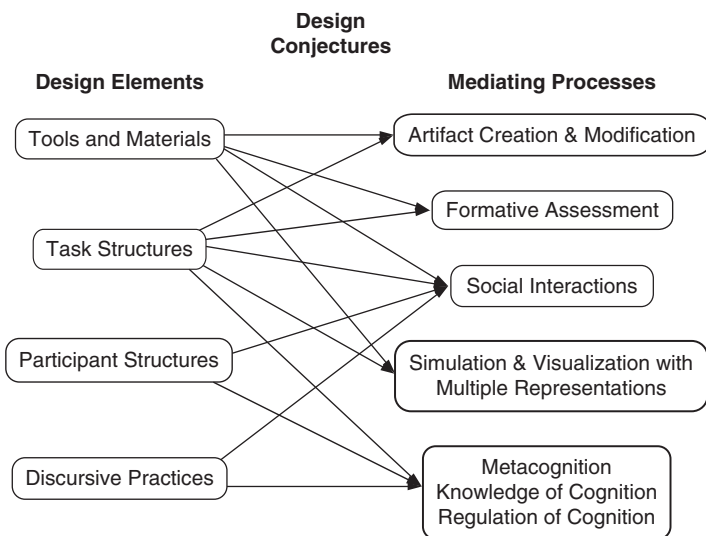 Design
Conjectures
Design Elements
Mediating Processes
Tools and Materials
Artifact Creation & Modification
Formative Assessment
Task Structures
Social Interactions
Participant Structures
Simulation & Visualization with
Multiple Representations
Discursive Practices
Metacognition
Knowledge of Cognition
Regulation of Cognition